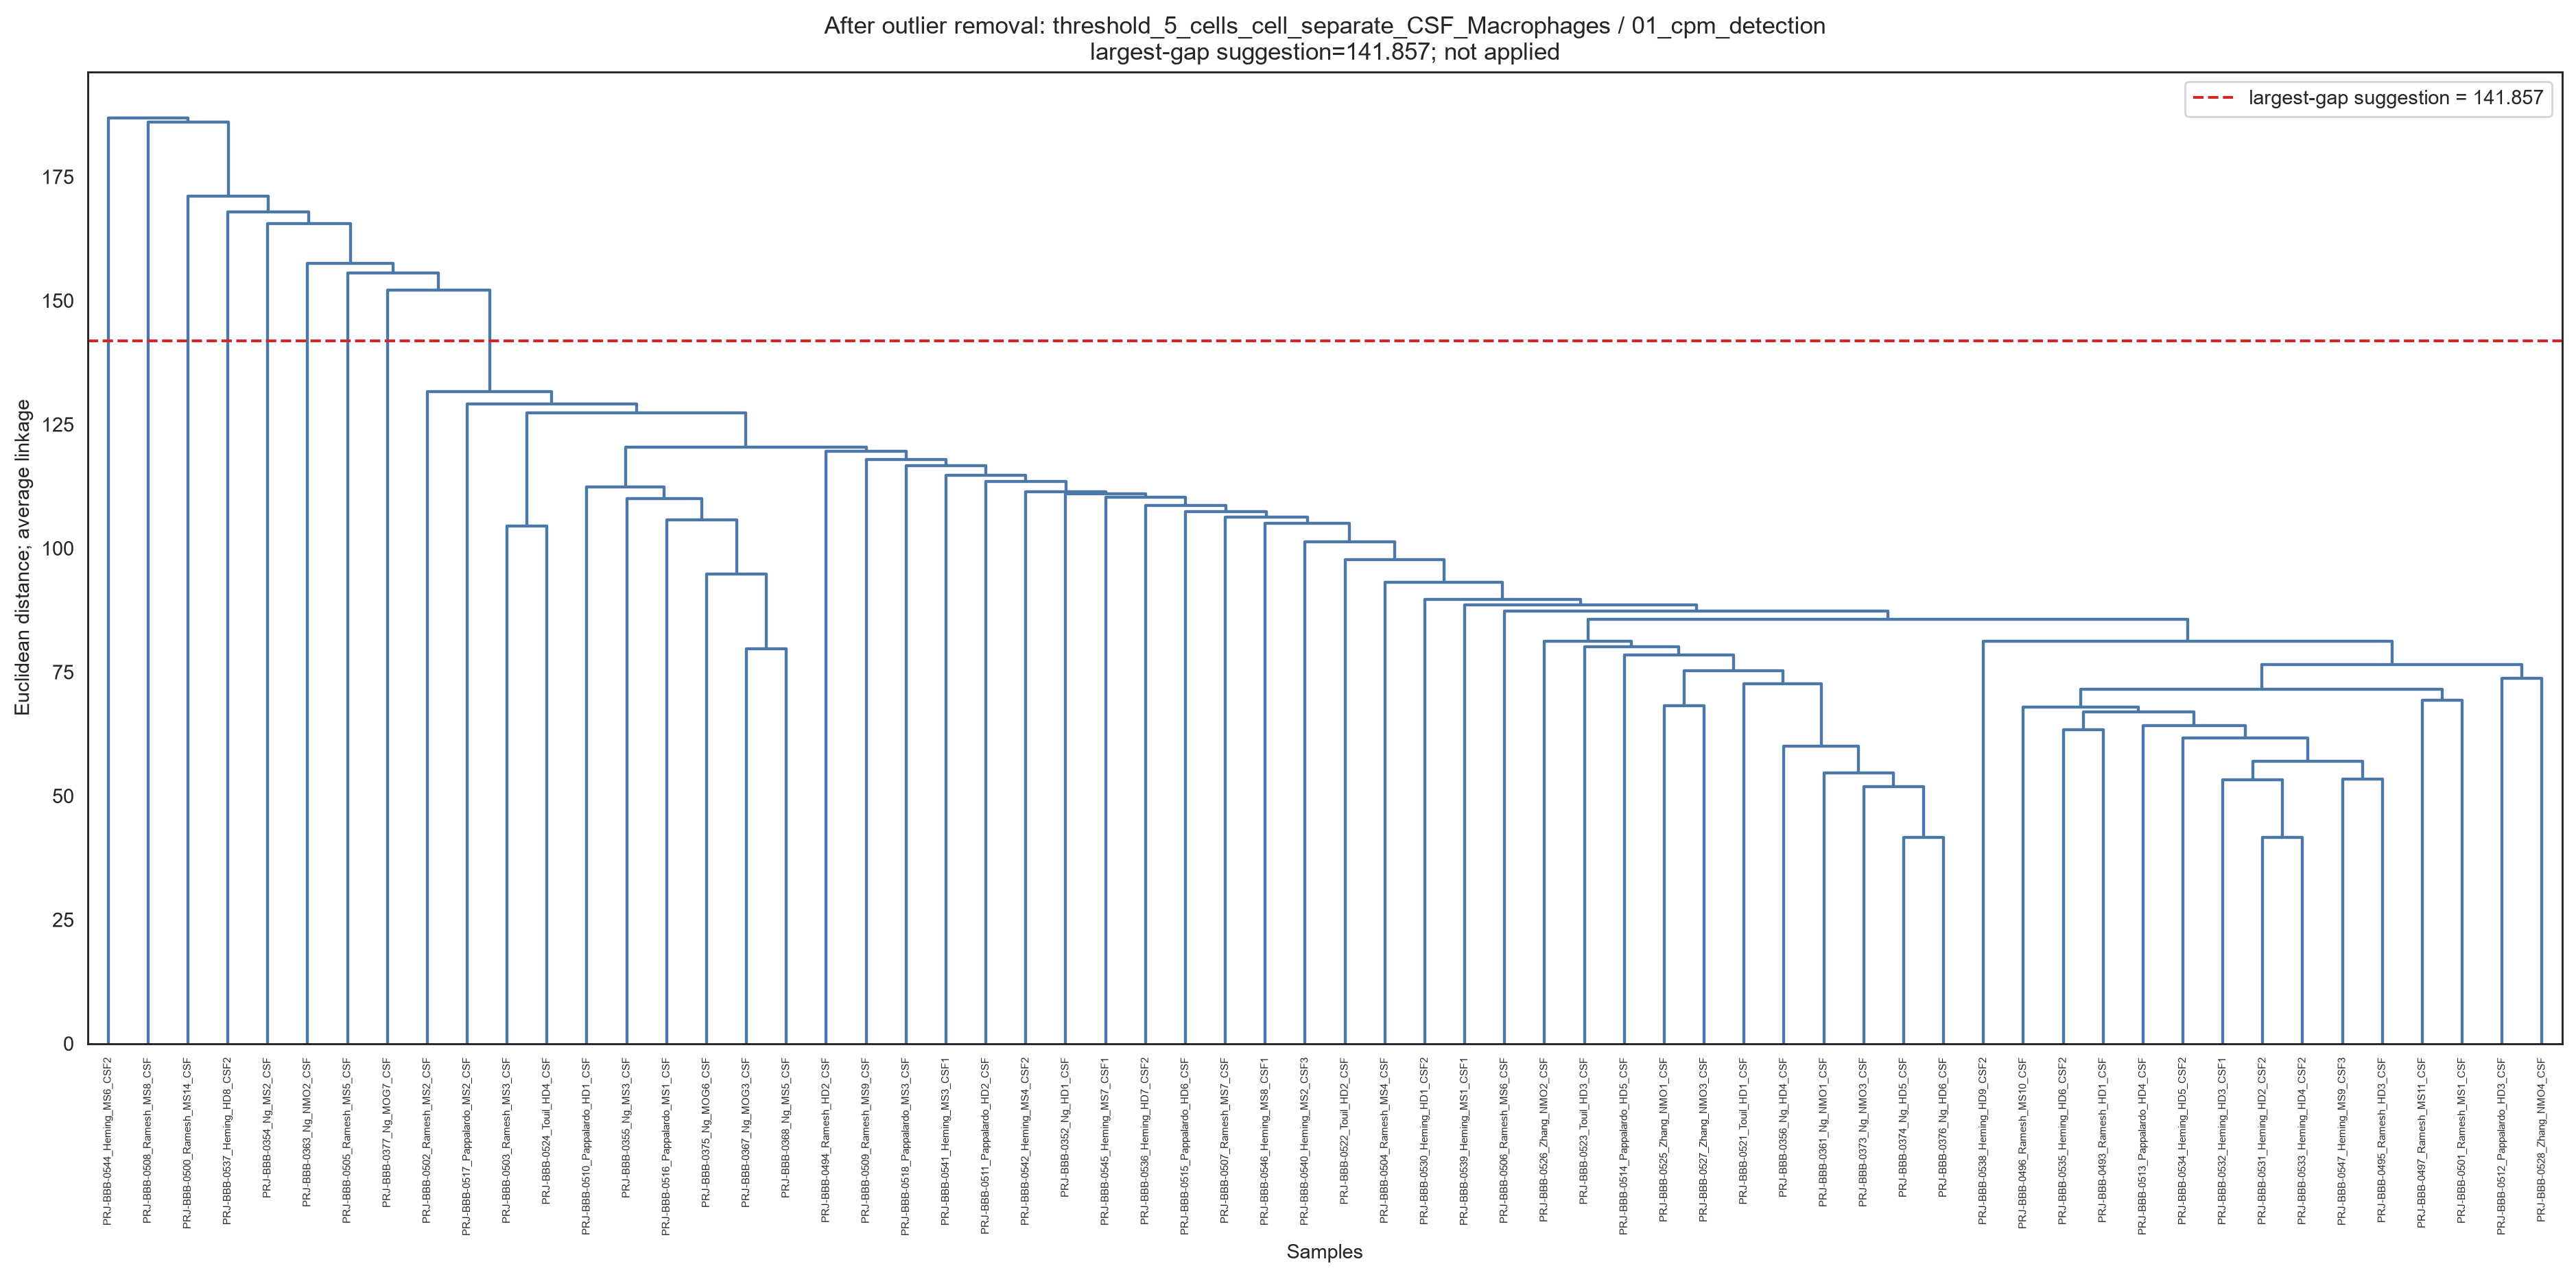 After outlier removal: threshold_5_cells_cell_separate_CSF_Macrophages / 01_cpm_detection
largest-gap suggestion=141.857; not applied
largest-gap suggestion = 141.857
Euclidean distance; average linkage
175
150
125
100
75
50
25
0
PRJ-BBB-0544_Heming_MS6_CSF2
PRJ-BBB-0508_Ramesh_MS8_CSF
PRJ-BBB-0500_Ramesh_MS14_CSF
PRJ-BBB-0537_Heming_HD8_CSF2
PRJ-BBB-0354_Ng_MS2_CSF
PRJ-BBB-0363_Ng_NMO2_CSF
PRJ-BBB-0505_Ramesh_MS5_CSF
PRJ-BBB-0377_Ng_MOG7_CSF
PRJ-BBB-0502_Ramesh_MS2_CSF
PRJ-BBB-0517_Pappalardo_MS2_CSF
PRJ-BBB-0503_Ramesh_MS3_CSF
PRJ-BBB-0524_Touil_HD4_CSF
PRJ-BBB-0510_Pappalardo_HD1_CSF
PRJ-BBB-0355_Ng_MS3_CSF
PRJ-BBB-0516_Pappalardo_MS1_CSF
PRJ-BBB-0375_Ng_MOG6_CSF
PRJ-BBB-0367_Ng_MOG3_CSF
PRJ-BBB-0368_Ng_MS5_CSF
PRJ-BBB-0494_Ramesh_HD2_CSF
PRJ-BBB-0509_Ramesh_MS9_CSF
PRJ-BBB-0518_Pappalardo_MS3_CSF
PRJ-BBB-0541_Heming_MS3_CSF1
PRJ-BBB-0511_Pappalardo_HD2_CSF
PRJ-BBB-0542_Heming_MS4_CSF2
PRJ-BBB-0352_Ng_HD1_CSF
PRJ-BBB-0545_Heming_MS7_CSF1
PRJ-BBB-0536_Heming_HD7_CSF2
PRJ-BBB-0515_Pappalardo_HD6_CSF
PRJ-BBB-0507_Ramesh_MS7_CSF
PRJ-BBB-0546_Heming_MS8_CSF1
PRJ-BBB-0540_Heming_MS2_CSF3
PRJ-BBB-0522_Touil_HD2_CSF
PRJ-BBB-0504_Ramesh_MS4_CSF
PRJ-BBB-0530_Heming_HD1_CSF2
PRJ-BBB-0539_Heming_MS1_CSF1
PRJ-BBB-0506_Ramesh_MS6_CSF
PRJ-BBB-0526_Zhang_NMO2_CSF
PRJ-BBB-0523_Touil_HD3_CSF
PRJ-BBB-0514_Pappalardo_HD5_CSF
PRJ-BBB-0525_Zhang_NMO1_CSF
PRJ-BBB-0527_Zhang_NMO3_CSF
PRJ-BBB-0521_Touil_HD1_CSF
PRJ-BBB-0356_Ng_HD4_CSF
PRJ-BBB-0361_Ng_NMO1_CSF
PRJ-BBB-0373_Ng_NMO3_CSF
PRJ-BBB-0374_Ng_HD5_CSF
PRJ-BBB-0376_Ng_HD6_CSF
PRJ-BBB-0538_Heming_HD9_CSF2
PRJ-BBB-0496_Ramesh_MS10_CSF
PRJ-BBB-0535_Heming_HD6_CSF2
PRJ-BBB-0493_Ramesh_HD1_CSF
PRJ-BBB-0513_Pappalardo_HD4_CSF
PRJ-BBB-0534_Heming_HD5_CSF2
PRJ-BBB-0532_Heming_HD3_CSF1
PRJ-BBB-0531_Heming_HD2_CSF2
PRJ-BBB-0533_Heming_HD4_CSF2
PRJ-BBB-0547_Heming_MS9_CSF3
PRJ-BBB-0495_Ramesh_HD3_CSF
PRJ-BBB-0497_Ramesh_MS11_CSF
PRJ-BBB-0501_Ramesh_MS1_CSF
PRJ-BBB-0512_Pappalardo_HD3_CSF
PRJ-BBB-0528_Zhang_NMO4_CSF
Samples